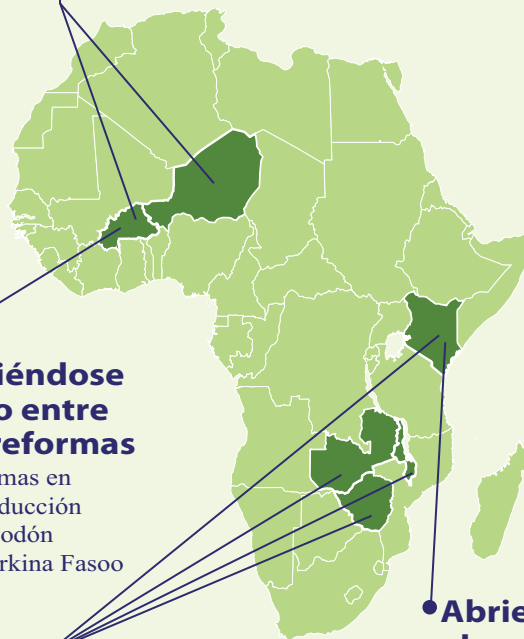 iéndose
o entre
reformas
mas en
ducción
odón
rkina Fasoo
Abrie